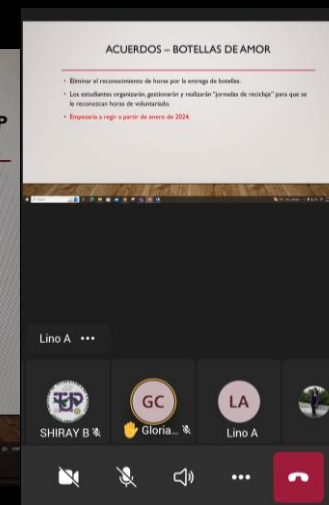 P
ACUERDOS – BOTELLAS DE AMOR
• Eliminar el reconocimiento de horas por la entrega de botellas.
• Los estudiantes organizarán, gestionarán y realizarán "jornadas de reciclaje" para que se
le reconozcan horas de voluntariado.
• Empezaría a regir a partir de enero de 2024.
Lino A •••
GC
LA
SHIRAY B
Gloria...
Lino A